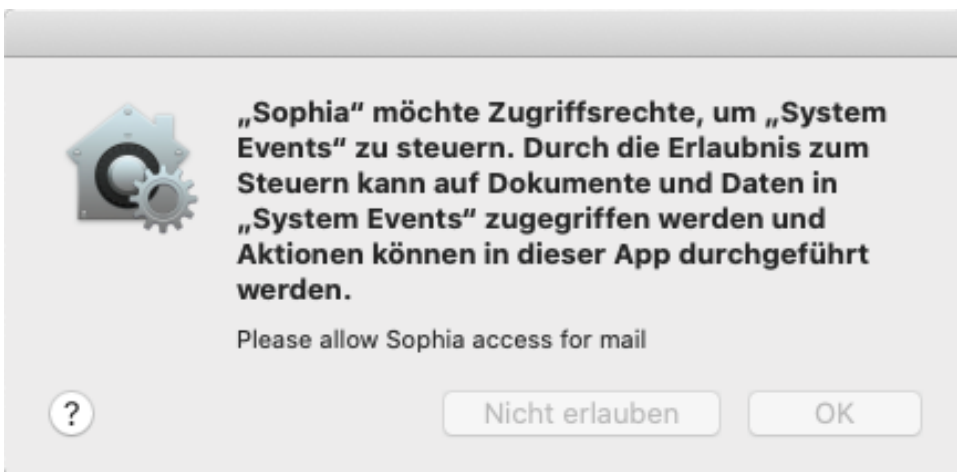 „Sophia“ möchte Zugriffsrechte, um „System
Events“ zu steuern. Durch die Erlaubnis zum
Steuern kann auf Dokumente und Daten in
„System Events“ zugegriffen werden und
Aktionen können in dieser App durchgeführt
werden.
Please allow Sophia access for mail
?
Nicht erlauben
OK